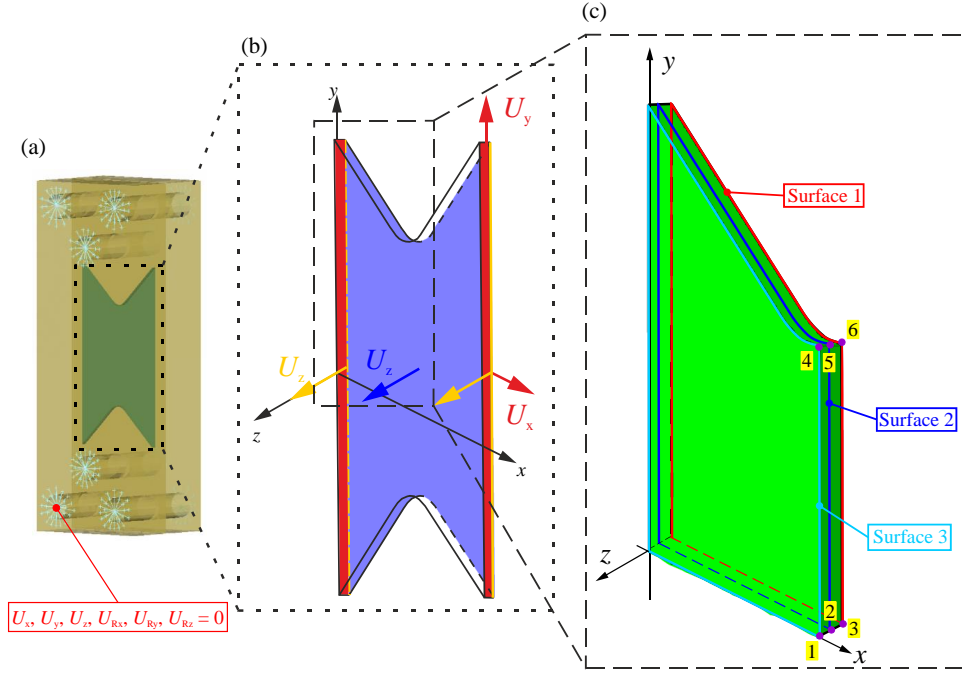 (a)
U_x, U_y, U_z, U_Rx, U_Ry, U_Rz = 0
(b)
y
U_y
U_z
U_z
U_x
z
x
(c)
y
Surface 1
6
4
5
Surface 2
Surface 3
z
2
3
1
x